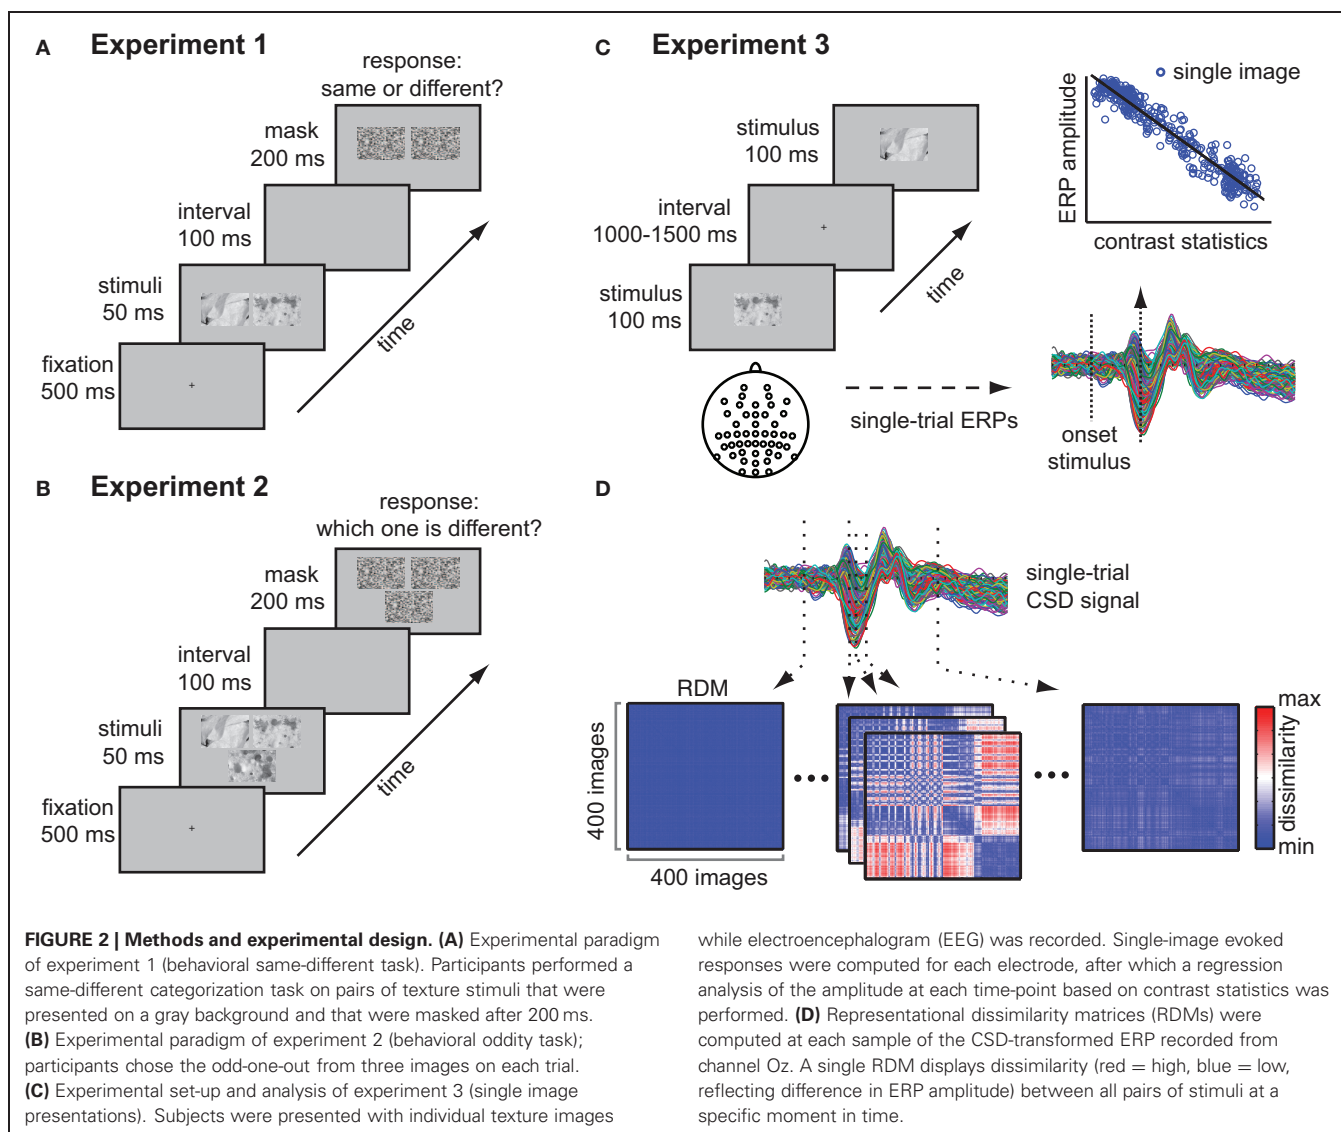 A Experiment 1
response:
same or different?
mask
200 ms
interval
100 ms
stimuli
50 ms
fixation
500 ms
time
B Experiment 2
response:
which one is different?
mask
200 ms
interval
100 ms
stimuli
50 ms
fixation
500 ms
time
C Experiment 3
stimulus
100 ms
interval
1000-1500 ms
stimulus
100 ms
time
single image
ERP amplitude
contrast statistics
single-trial ERPs
onset
stimulus
D
single-trial
CSD signal
RDM
400 images
400 images
max
dissimilarity
min
FIGURE 2 | Methods and experimental design. (A) Experimental paradigm
of experiment 1 (behavioral same-different task). Participants performed a
same-different categorization task on pairs of texture stimuli that were
presented on a gray background and that were masked after 200 ms.
(B) Experimental paradigm of experiment 2 (behavioral oddity task);
participants chose the odd-one-out from three images on each trial.
(C) Experimental set-up and analysis of experiment 3 (single image
presentations). Subjects were presented with individual texture images
while electroencephalogram (EEG) was recorded. Single-image evoked
responses were computed for each electrode, after which a regression
analysis of the amplitude at each time-point based on contrast statistics was
performed. (D) Representational dissimilarity matrices (RDMs) were
computed at each sample of the CSD-transformed ERP recorded from
channel Oz. A single RDM displays dissimilarity (red = high, blue = low,
reflecting difference in ERP amplitude) between all pairs of stimuli at a
specific moment in time.